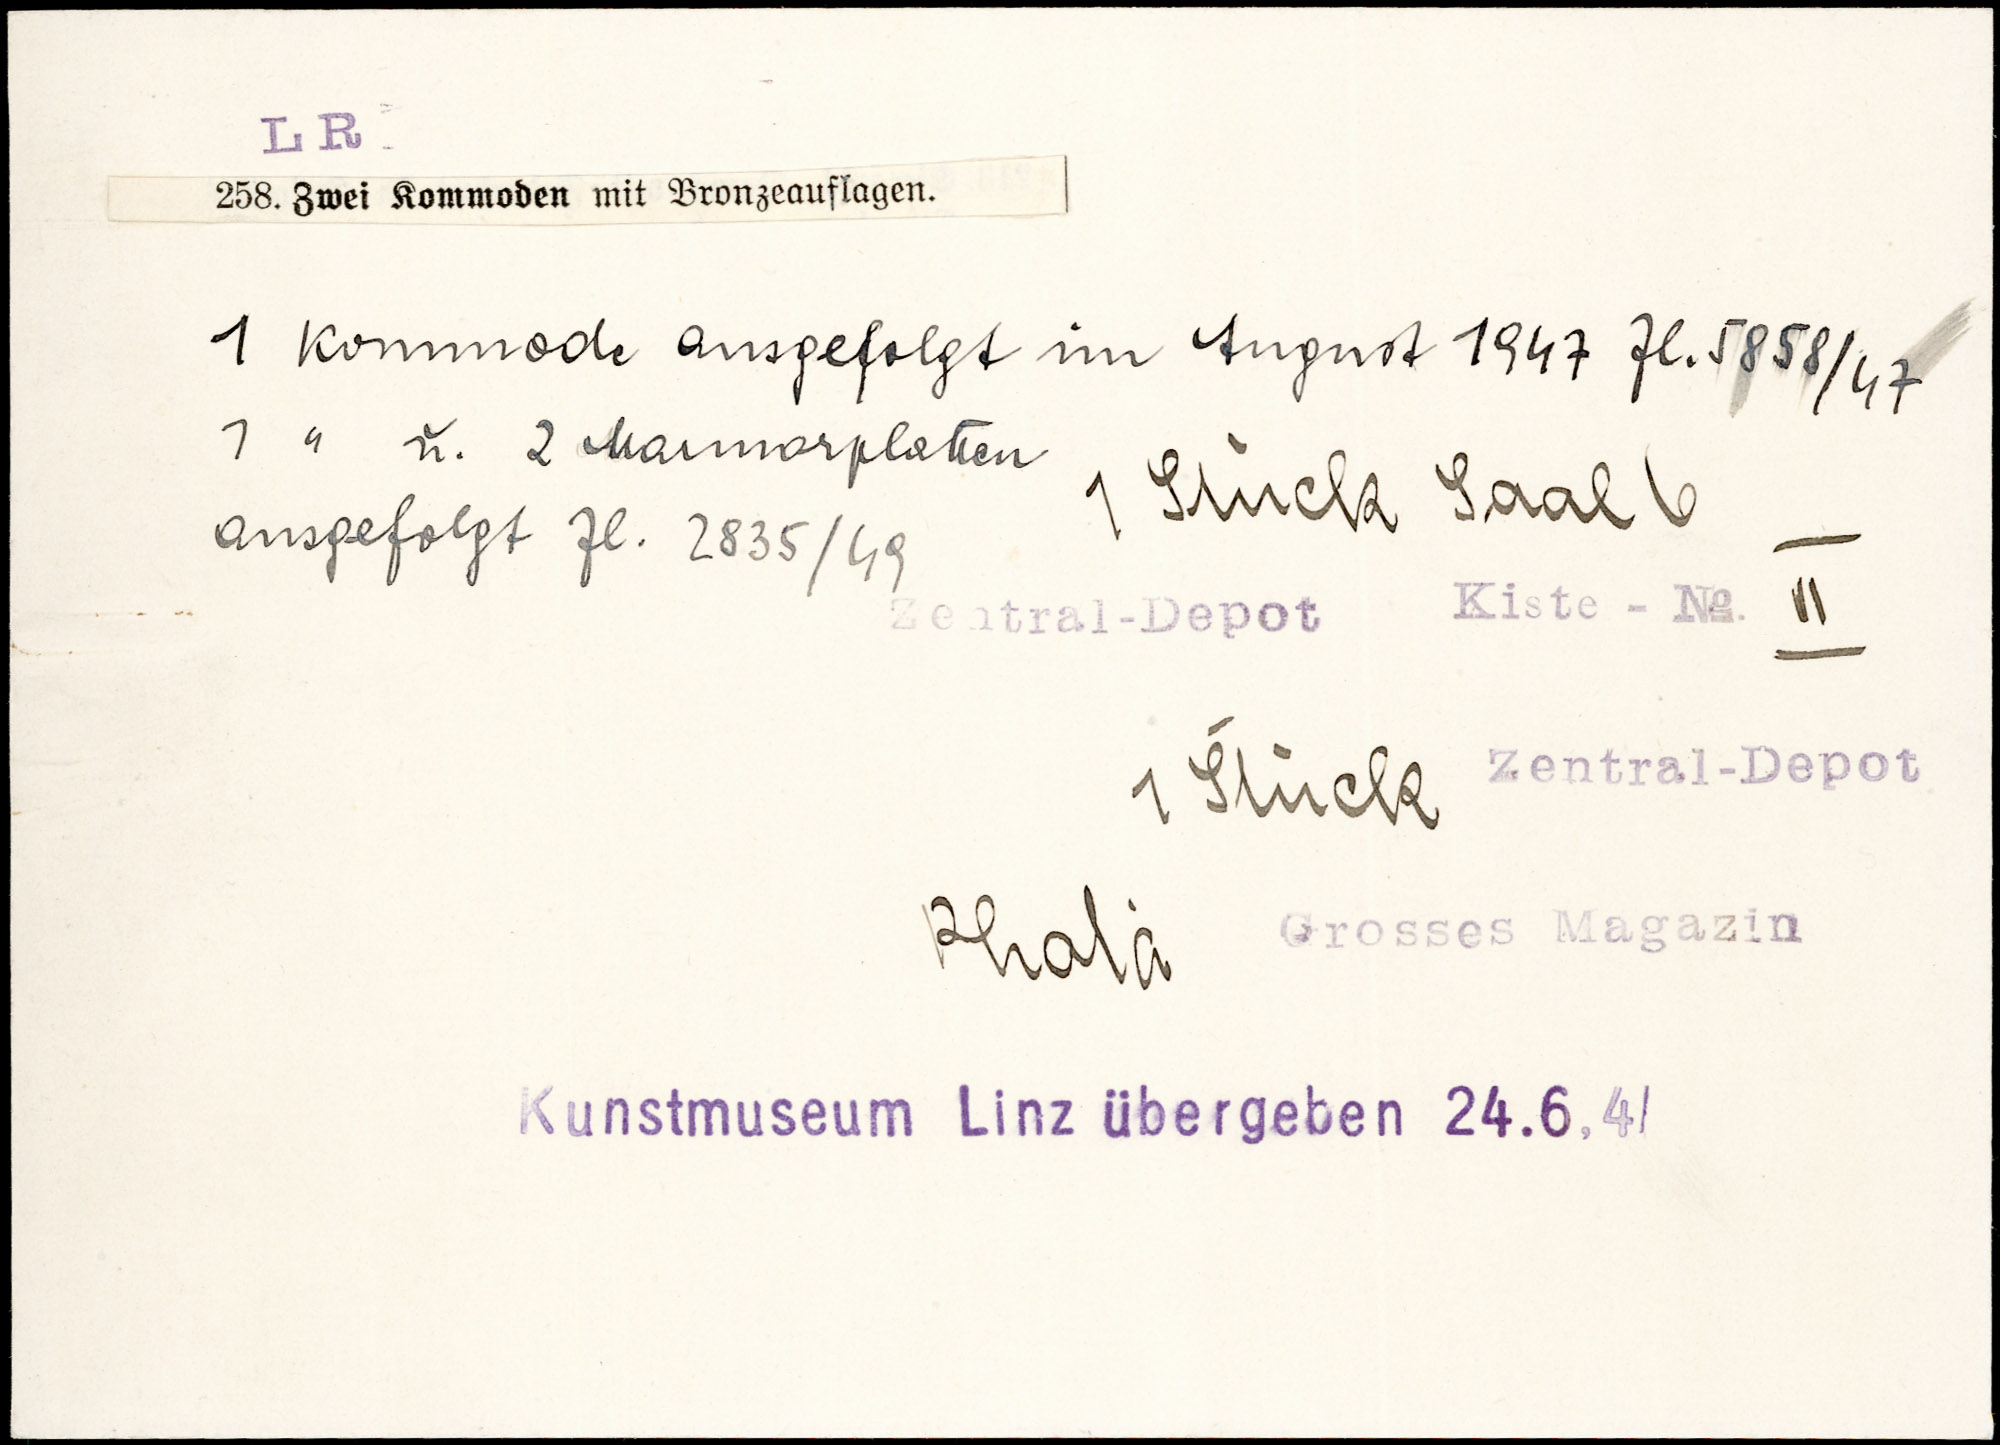 LR
258. Zwei Kommoden mit Bronzeauflagen.
1 Kommode ausgefolgt im August 1947 Zl. 5858/47
1 " u. 2 Marmorplatten
ausgefolgt Zl. 2835/49
1 Stück Saal 6
Zentral-Depot Kiste - No. II
1 Stück Zentral-Depot
Grosses Magazin
Kunstmuseum Linz übergeben 24.6.41